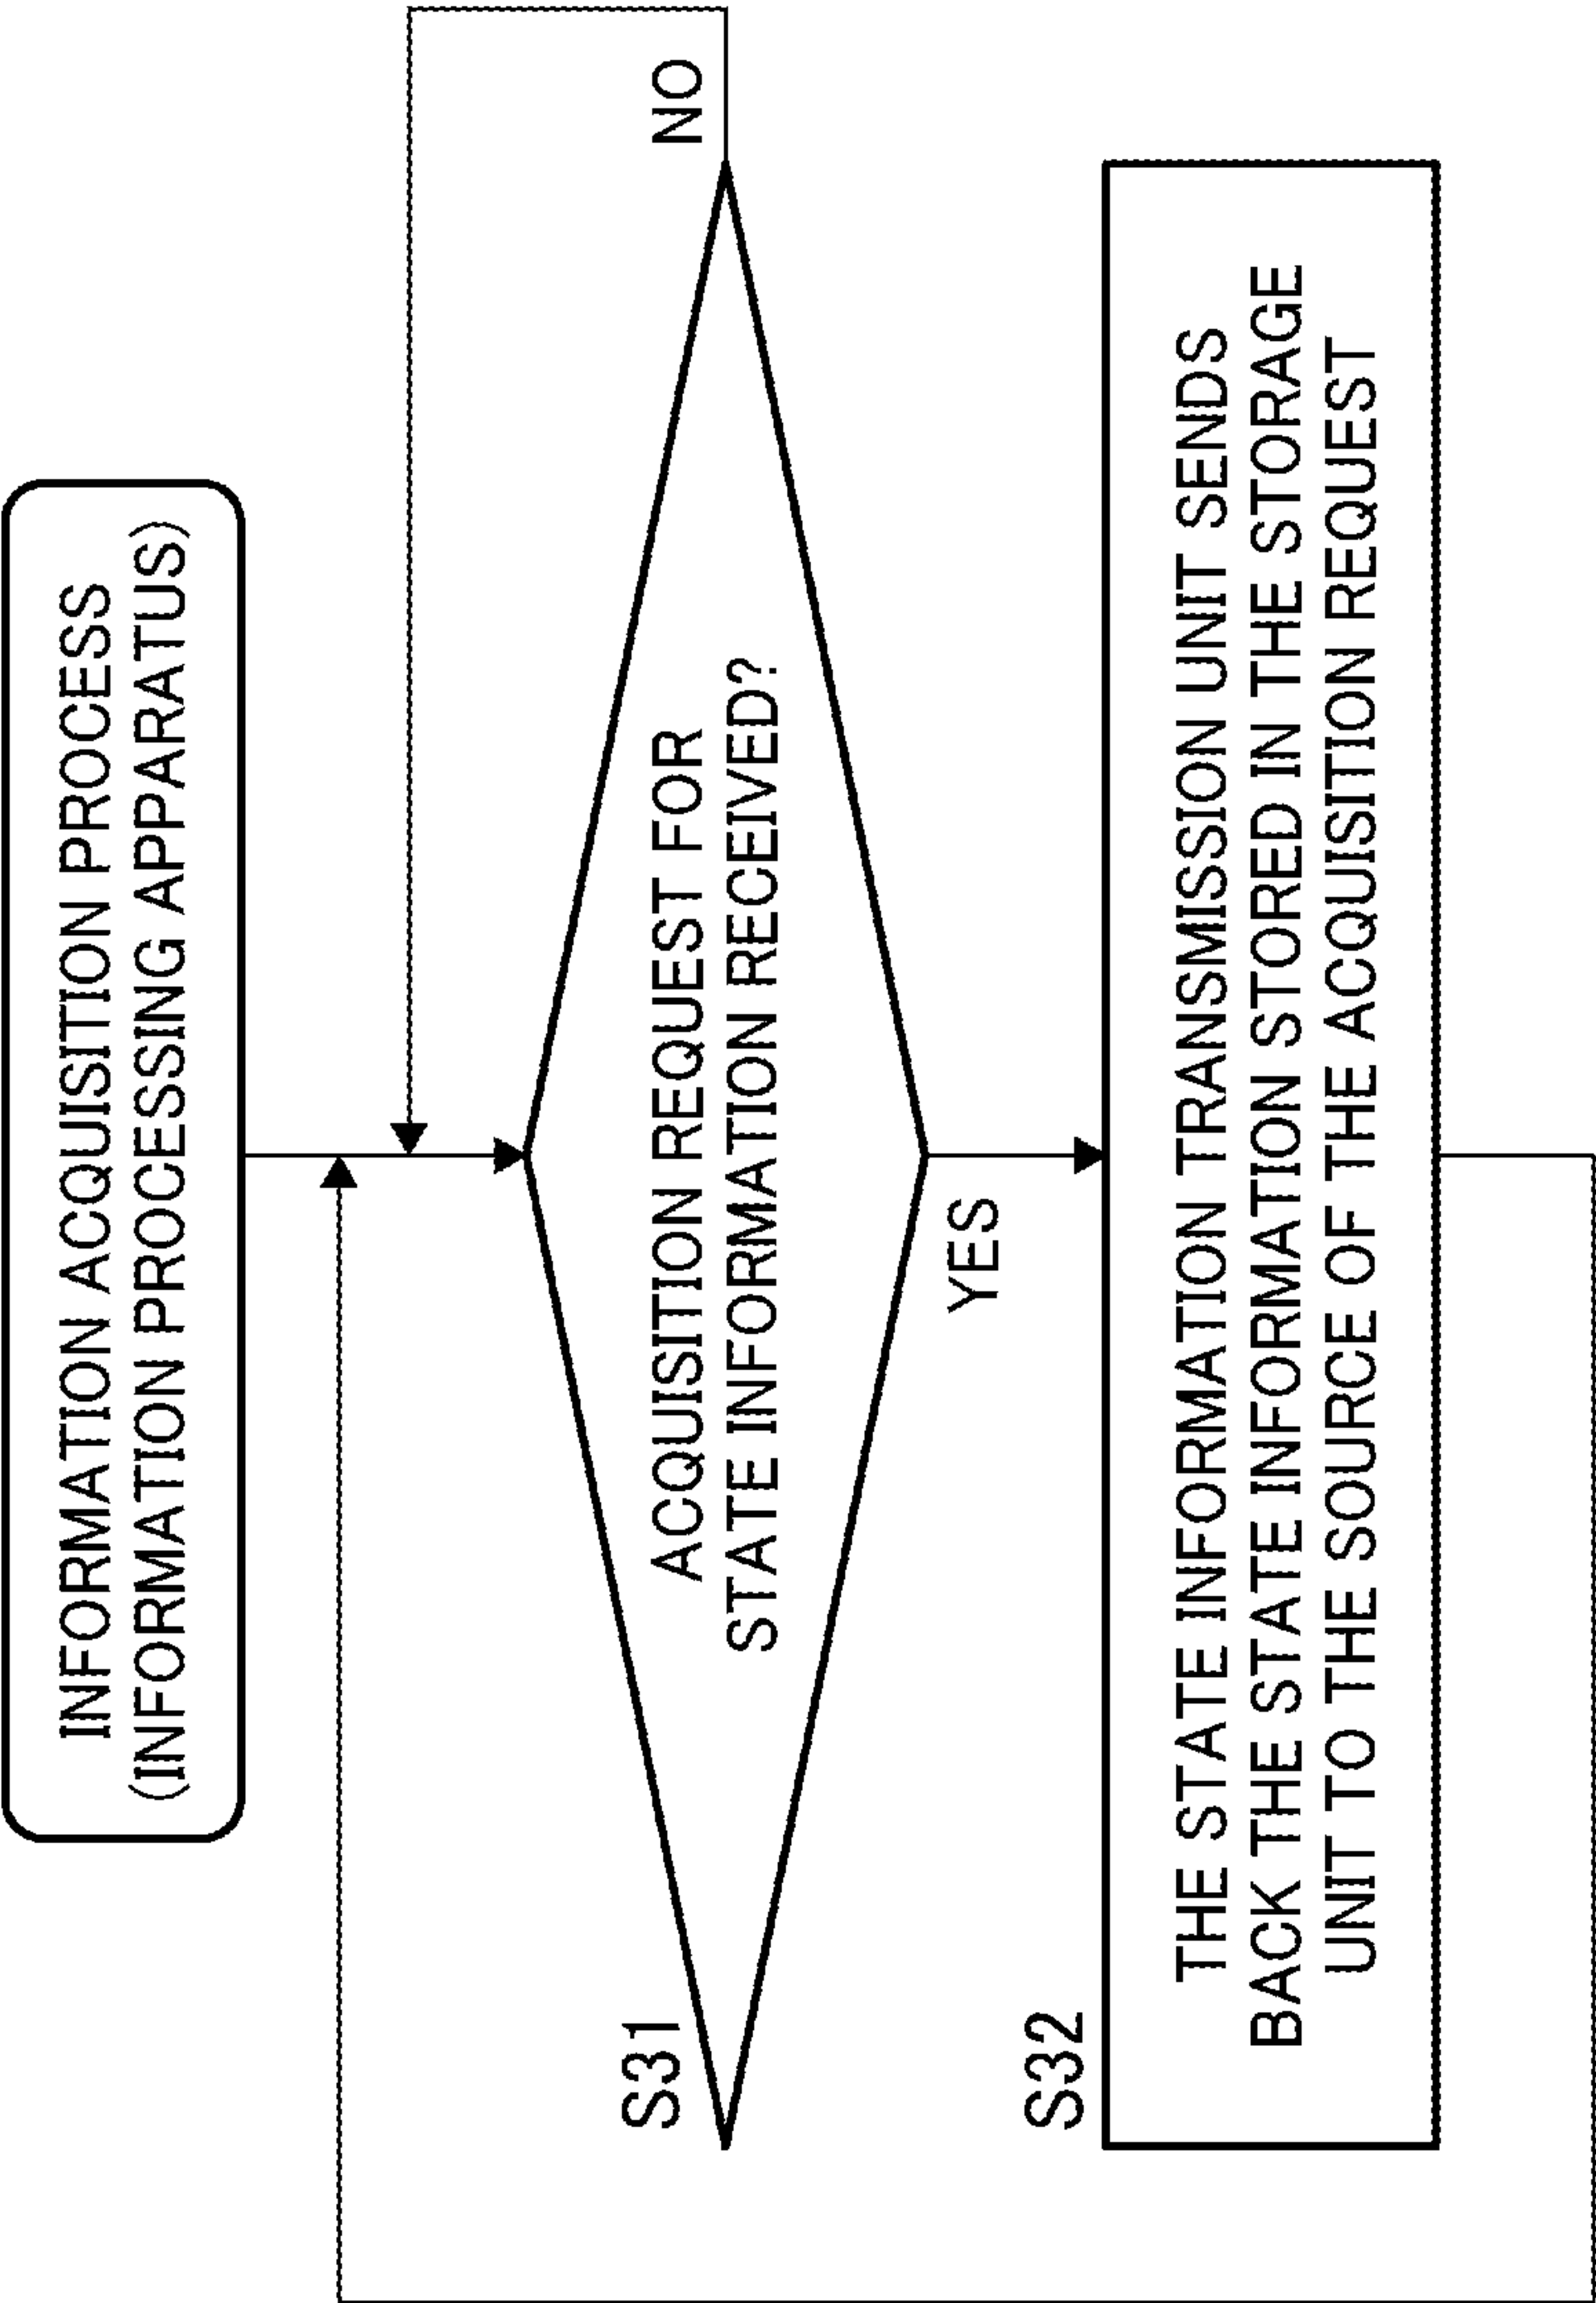 INFORMATION ACQUISITION PROCESS
(INFORMATION PROCESSING APPARATUS)
S31
ACQUISITION REQUEST FOR
STATE INFORMATION RECEIVED?
NO
YES
S32
THE STATE INFORMATION TRANSMISSION UNIT SENDS
BACK THE STATE INFORMATION STORED IN THE STORAGE
UNIT TO THE SOURCE OF THE ACQUISITION REQUEST